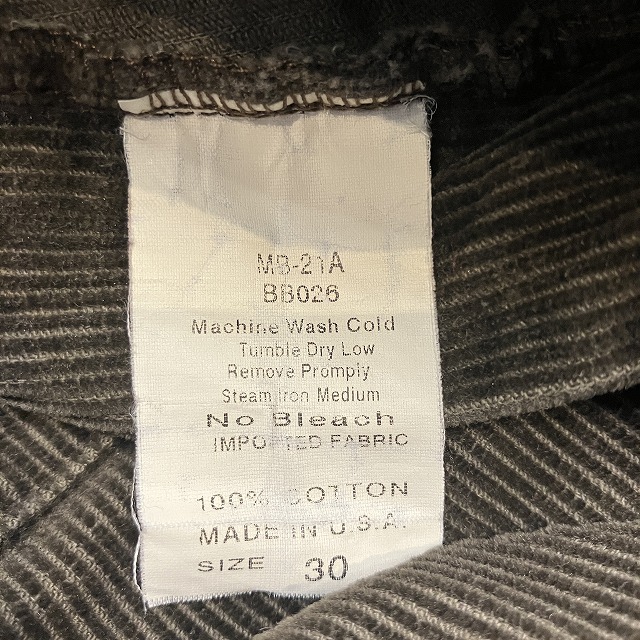 MB-21A
BB026
Machine Wash Cold
Tumble Dry Low
Remove Promply
Steam Iron Medium
No Bleach
IMPORTED FABRIC
100% COTTON
MADE IN U.S.A.
SIZE 30